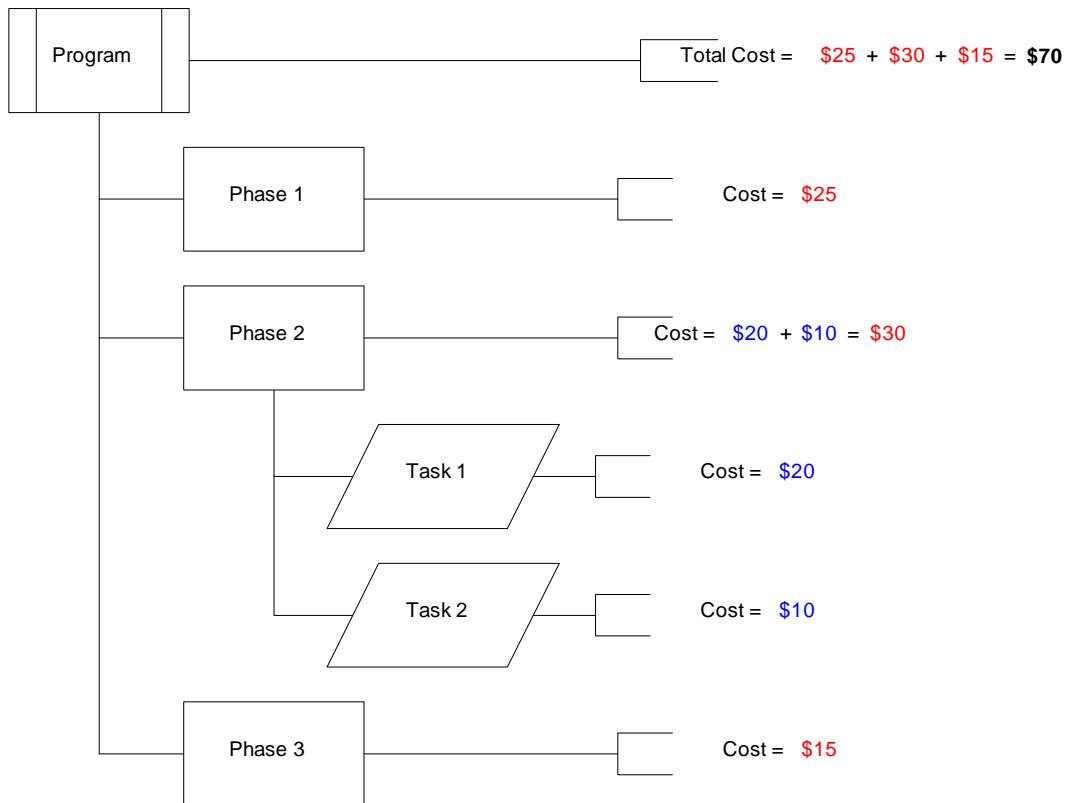 Program Total Cost = $25 + $30 + $15 = $70
Phase 1 Cost = $25
Phase 2 Cost = $20 + $10 = $30
Task 1 Cost = $20
Task 2 Cost = $10
Phase 3 Cost = $15